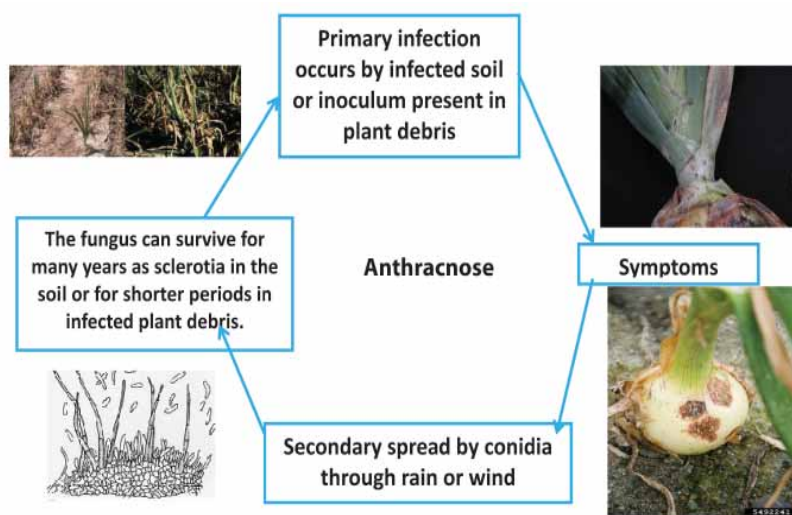 Primary infection
occurs by infected soil
or inoculum present in
plant debris
The fungus can survive for
many years as sclerotia in the
soil or for shorter periods in
infected plant debris.
Anthracnose
Symptoms
Secondary spread by conidia
through rain or wind
5492241